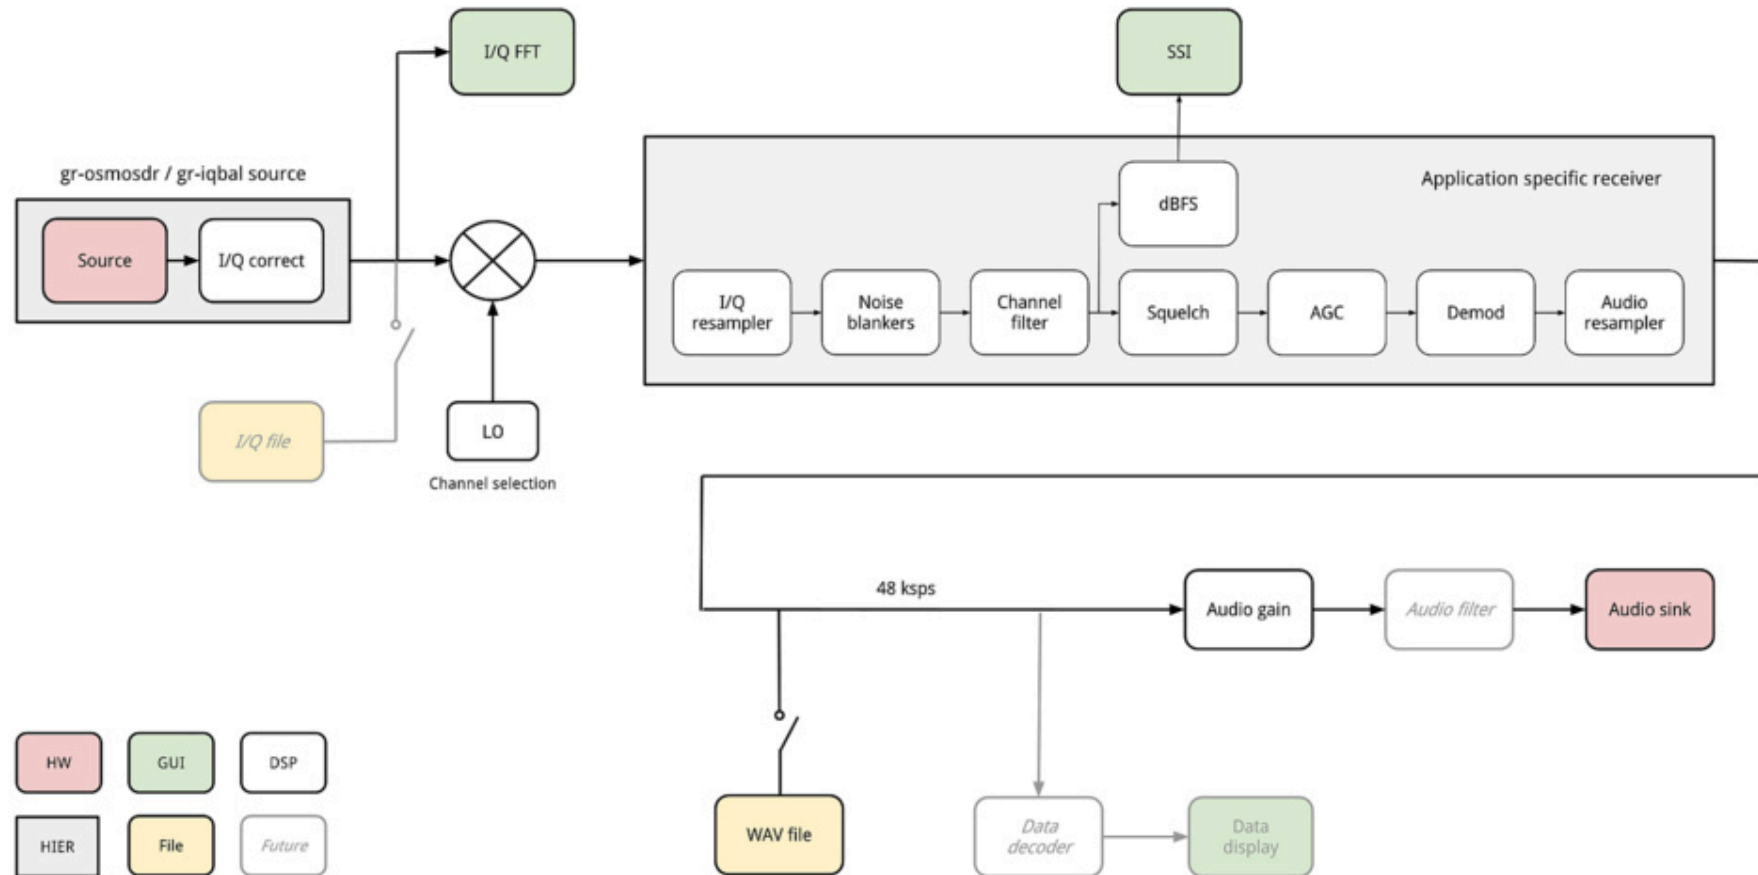 I/Q FFT
SSI
gr-osmosdr / gr-iqbal source
Application specific receiver
dBFS
Source
I/Q correct
I/Q
resampler
Noise
blankers
Channel
filter
Squelch
AGC
Demod
Audio
resampler
I/Q file
LO
Channel selection
48 ksps
Audio gain
Audio filter
Audio sink
HW
GUI
DSP
HIER
File
Future
WAV file
Data
decoder
Data
display